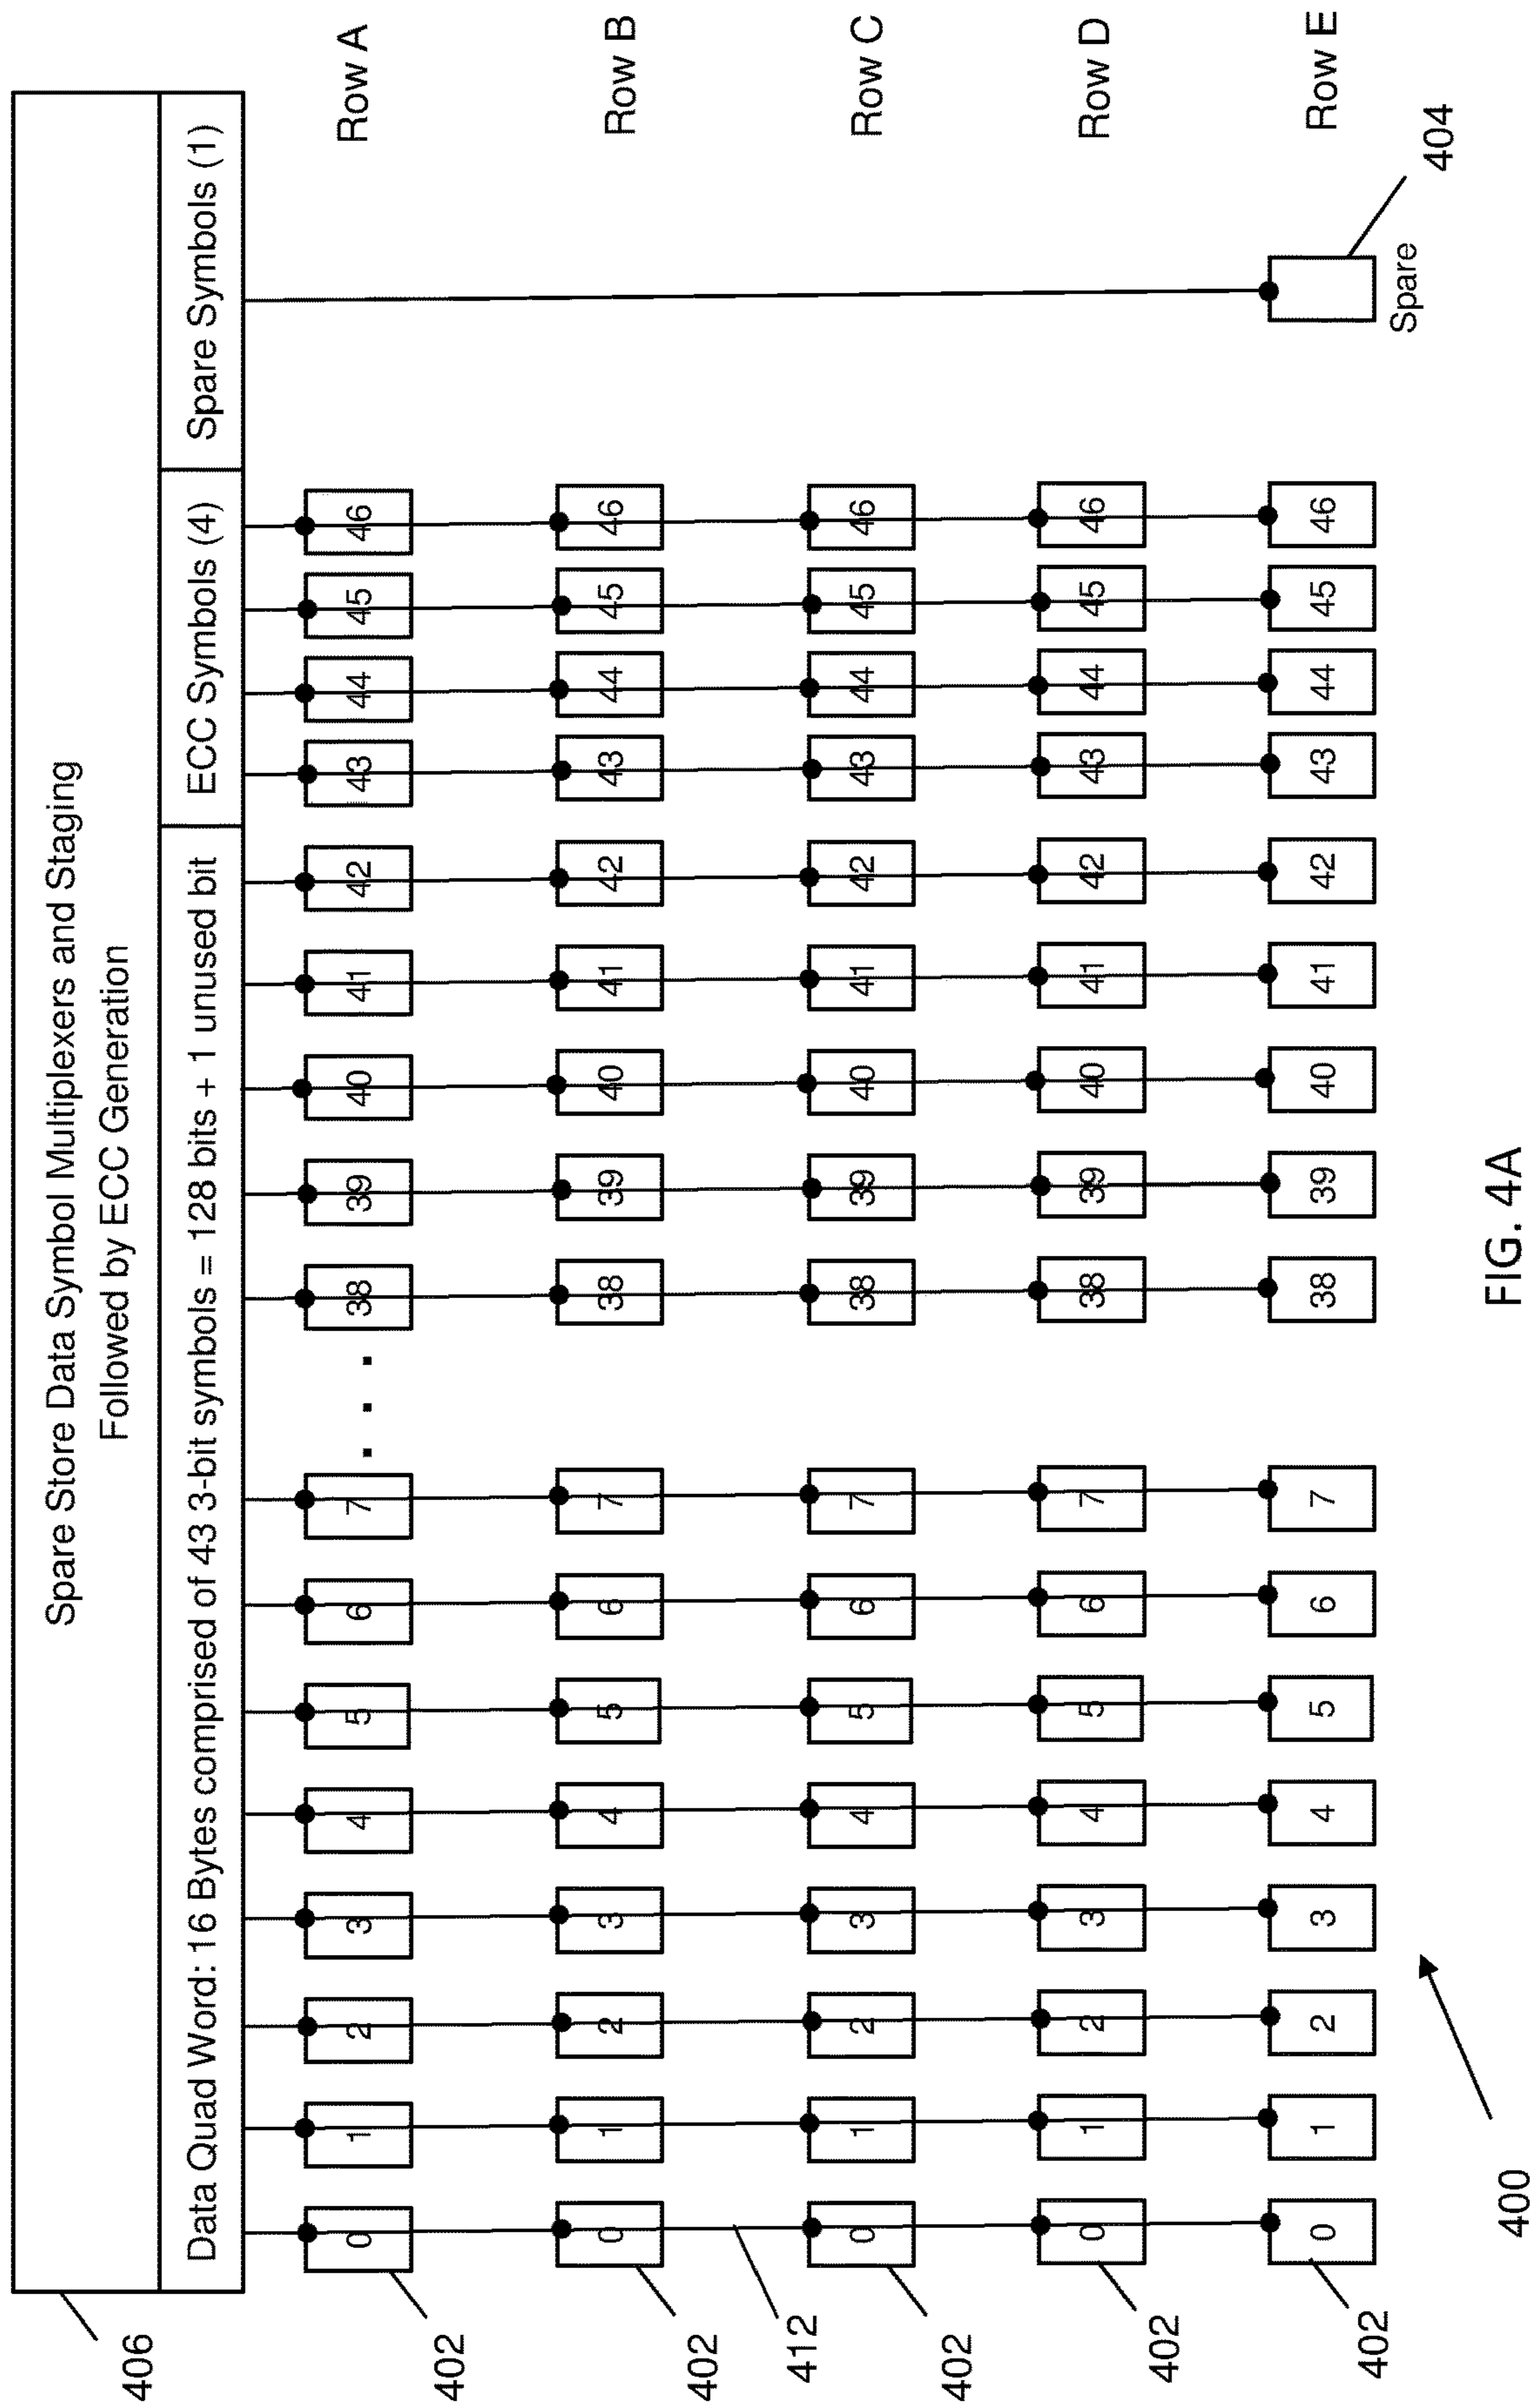 Spare Store Data Symbol Multiplexers and Staging
Followed by ECC Generation
Data Quad Word: 16 Bytes comprised of 43 3-bit symbols = 128 bits + 1 unused bit
ECC Symbols (4)
Spare Symbols (1)
0 1 2 3 4 5 6 7 . . . 38 39 40 41 42 43 44 45 46 Row A
0 1 2 3 4 5 6 7 38 39 40 41 42 43 44 45 46 Row B
0 1 2 3 4 5 6 7 38 39 40 41 42 43 44 45 46 Row C
0 1 2 3 4 5 6 7 38 39 40 41 42 43 44 45 46 Row D
0 1 2 3 4 5 6 7 38 39 40 41 42 43 44 45 46 Row E
Spare
404
406
402
402
412
402
402
402
400
FIG. 4A